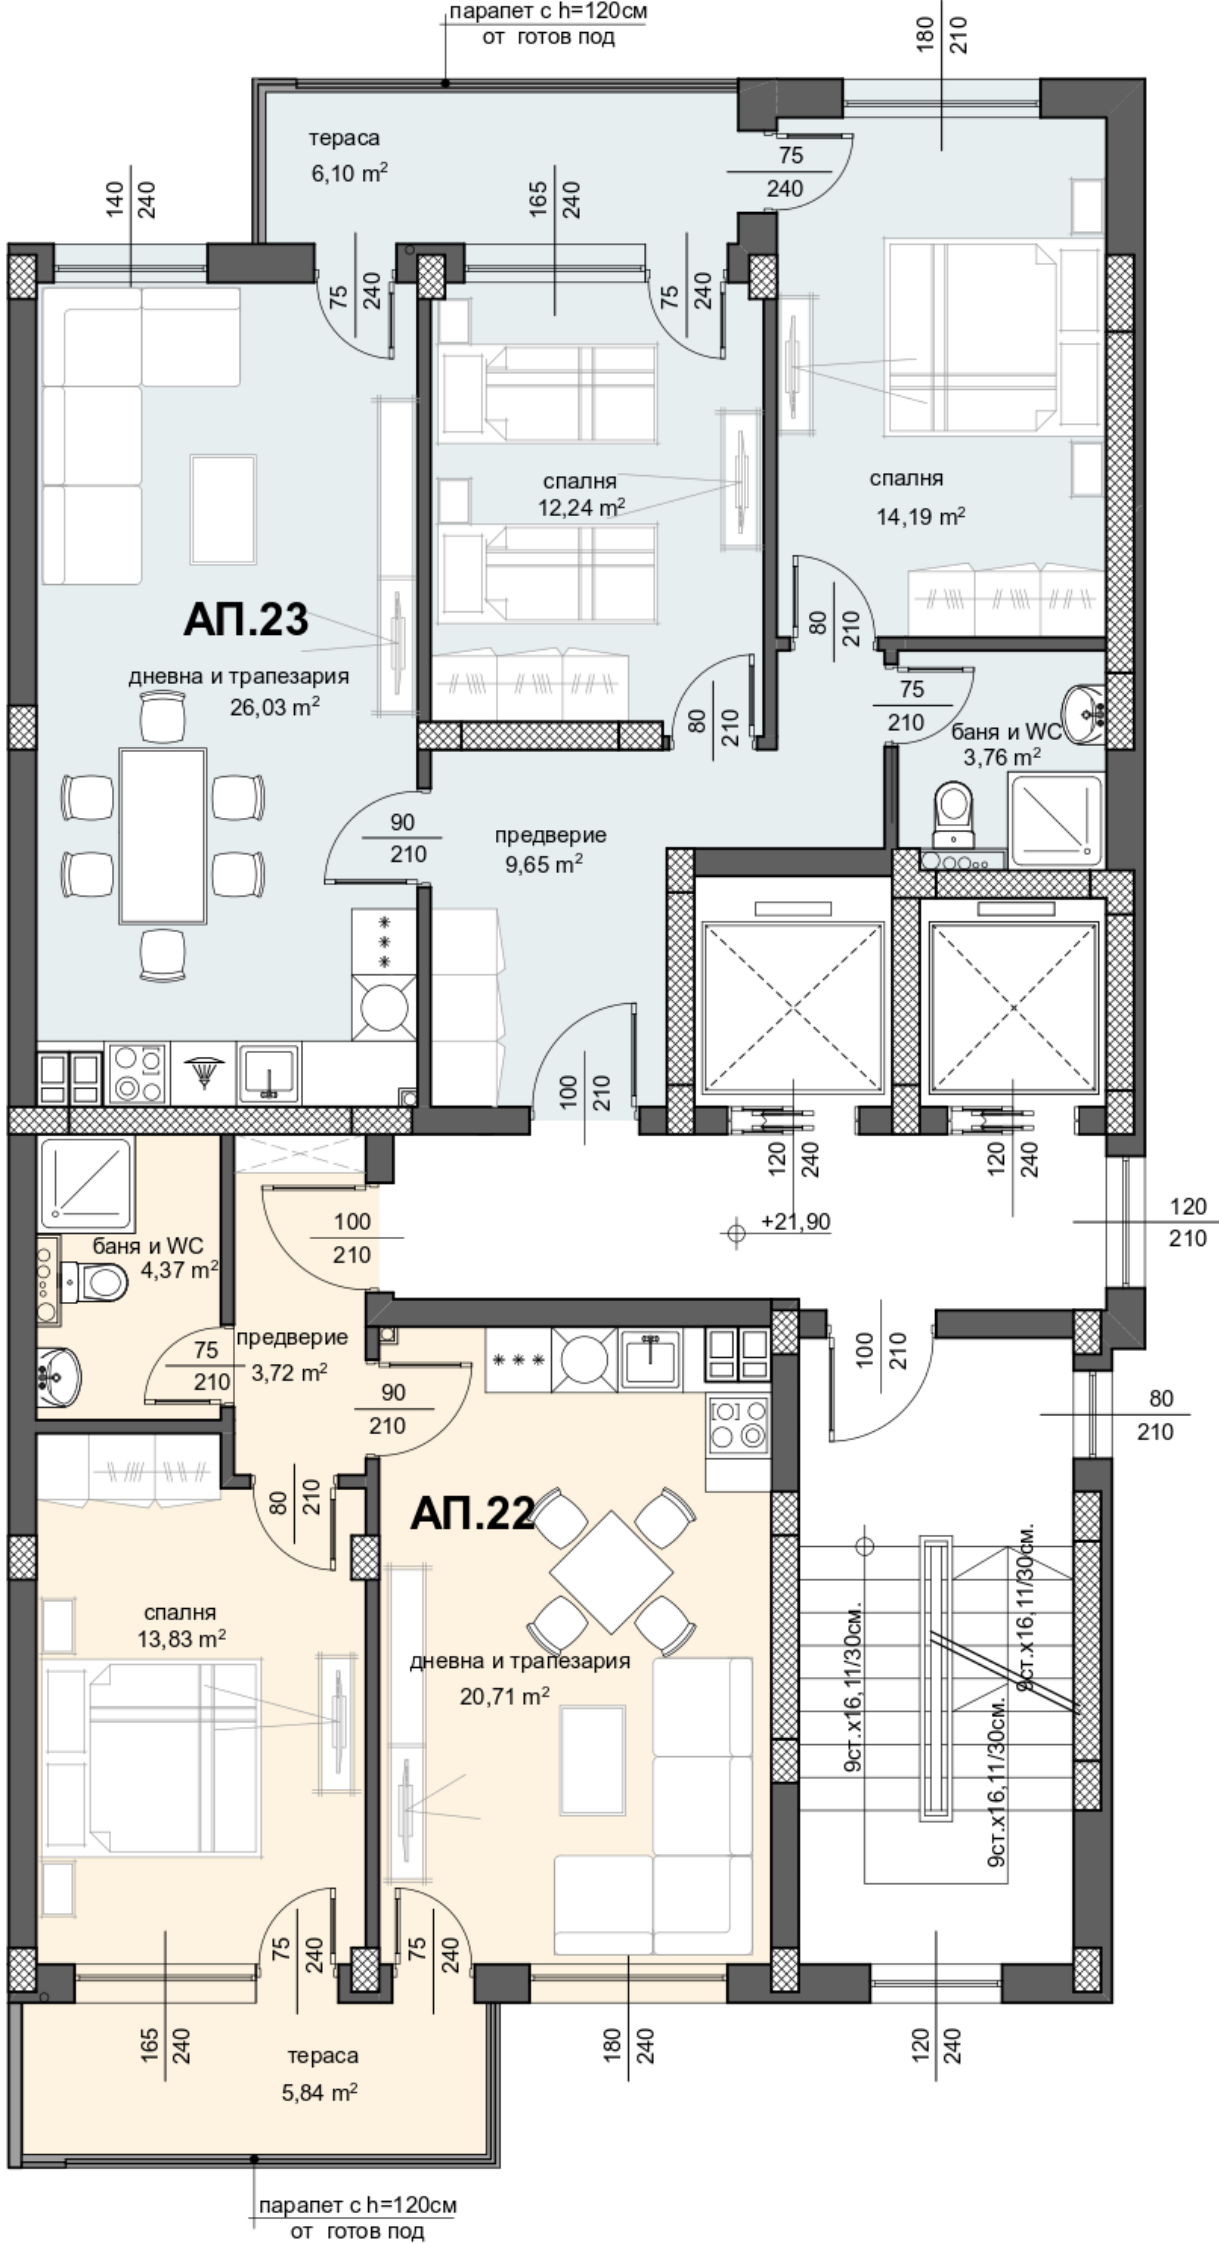 парапет с h=120см
от готов под
180
210
тераса
6,10 m²
75
240
140
240
165
240
75
240
75
240
спалня
12,24 m²
спалня
14,19 m²
АП.23
дневна и трапезария
26,03 m²
80
210
80
210
75
210
баня и WC
3,76 m²
90
210
предверие
9,65 m²
100
210
120
240
120
240
120
210
+21,90
100
210
баня и WC
4,37 m²
предверие
3,72 m²
75
210
90
210
100
210
80
210
80
210
АП.22
спалня
13,83 m²
дневна и трапезария
20,71 m²
9ст.х16,11/30см.
8ст.х16,11/30см.
9ст.х16,11/30см.
75
240
75
240
165
240
180
240
120
240
тераса
5,84 m²
парапет с h=120см
от готов под